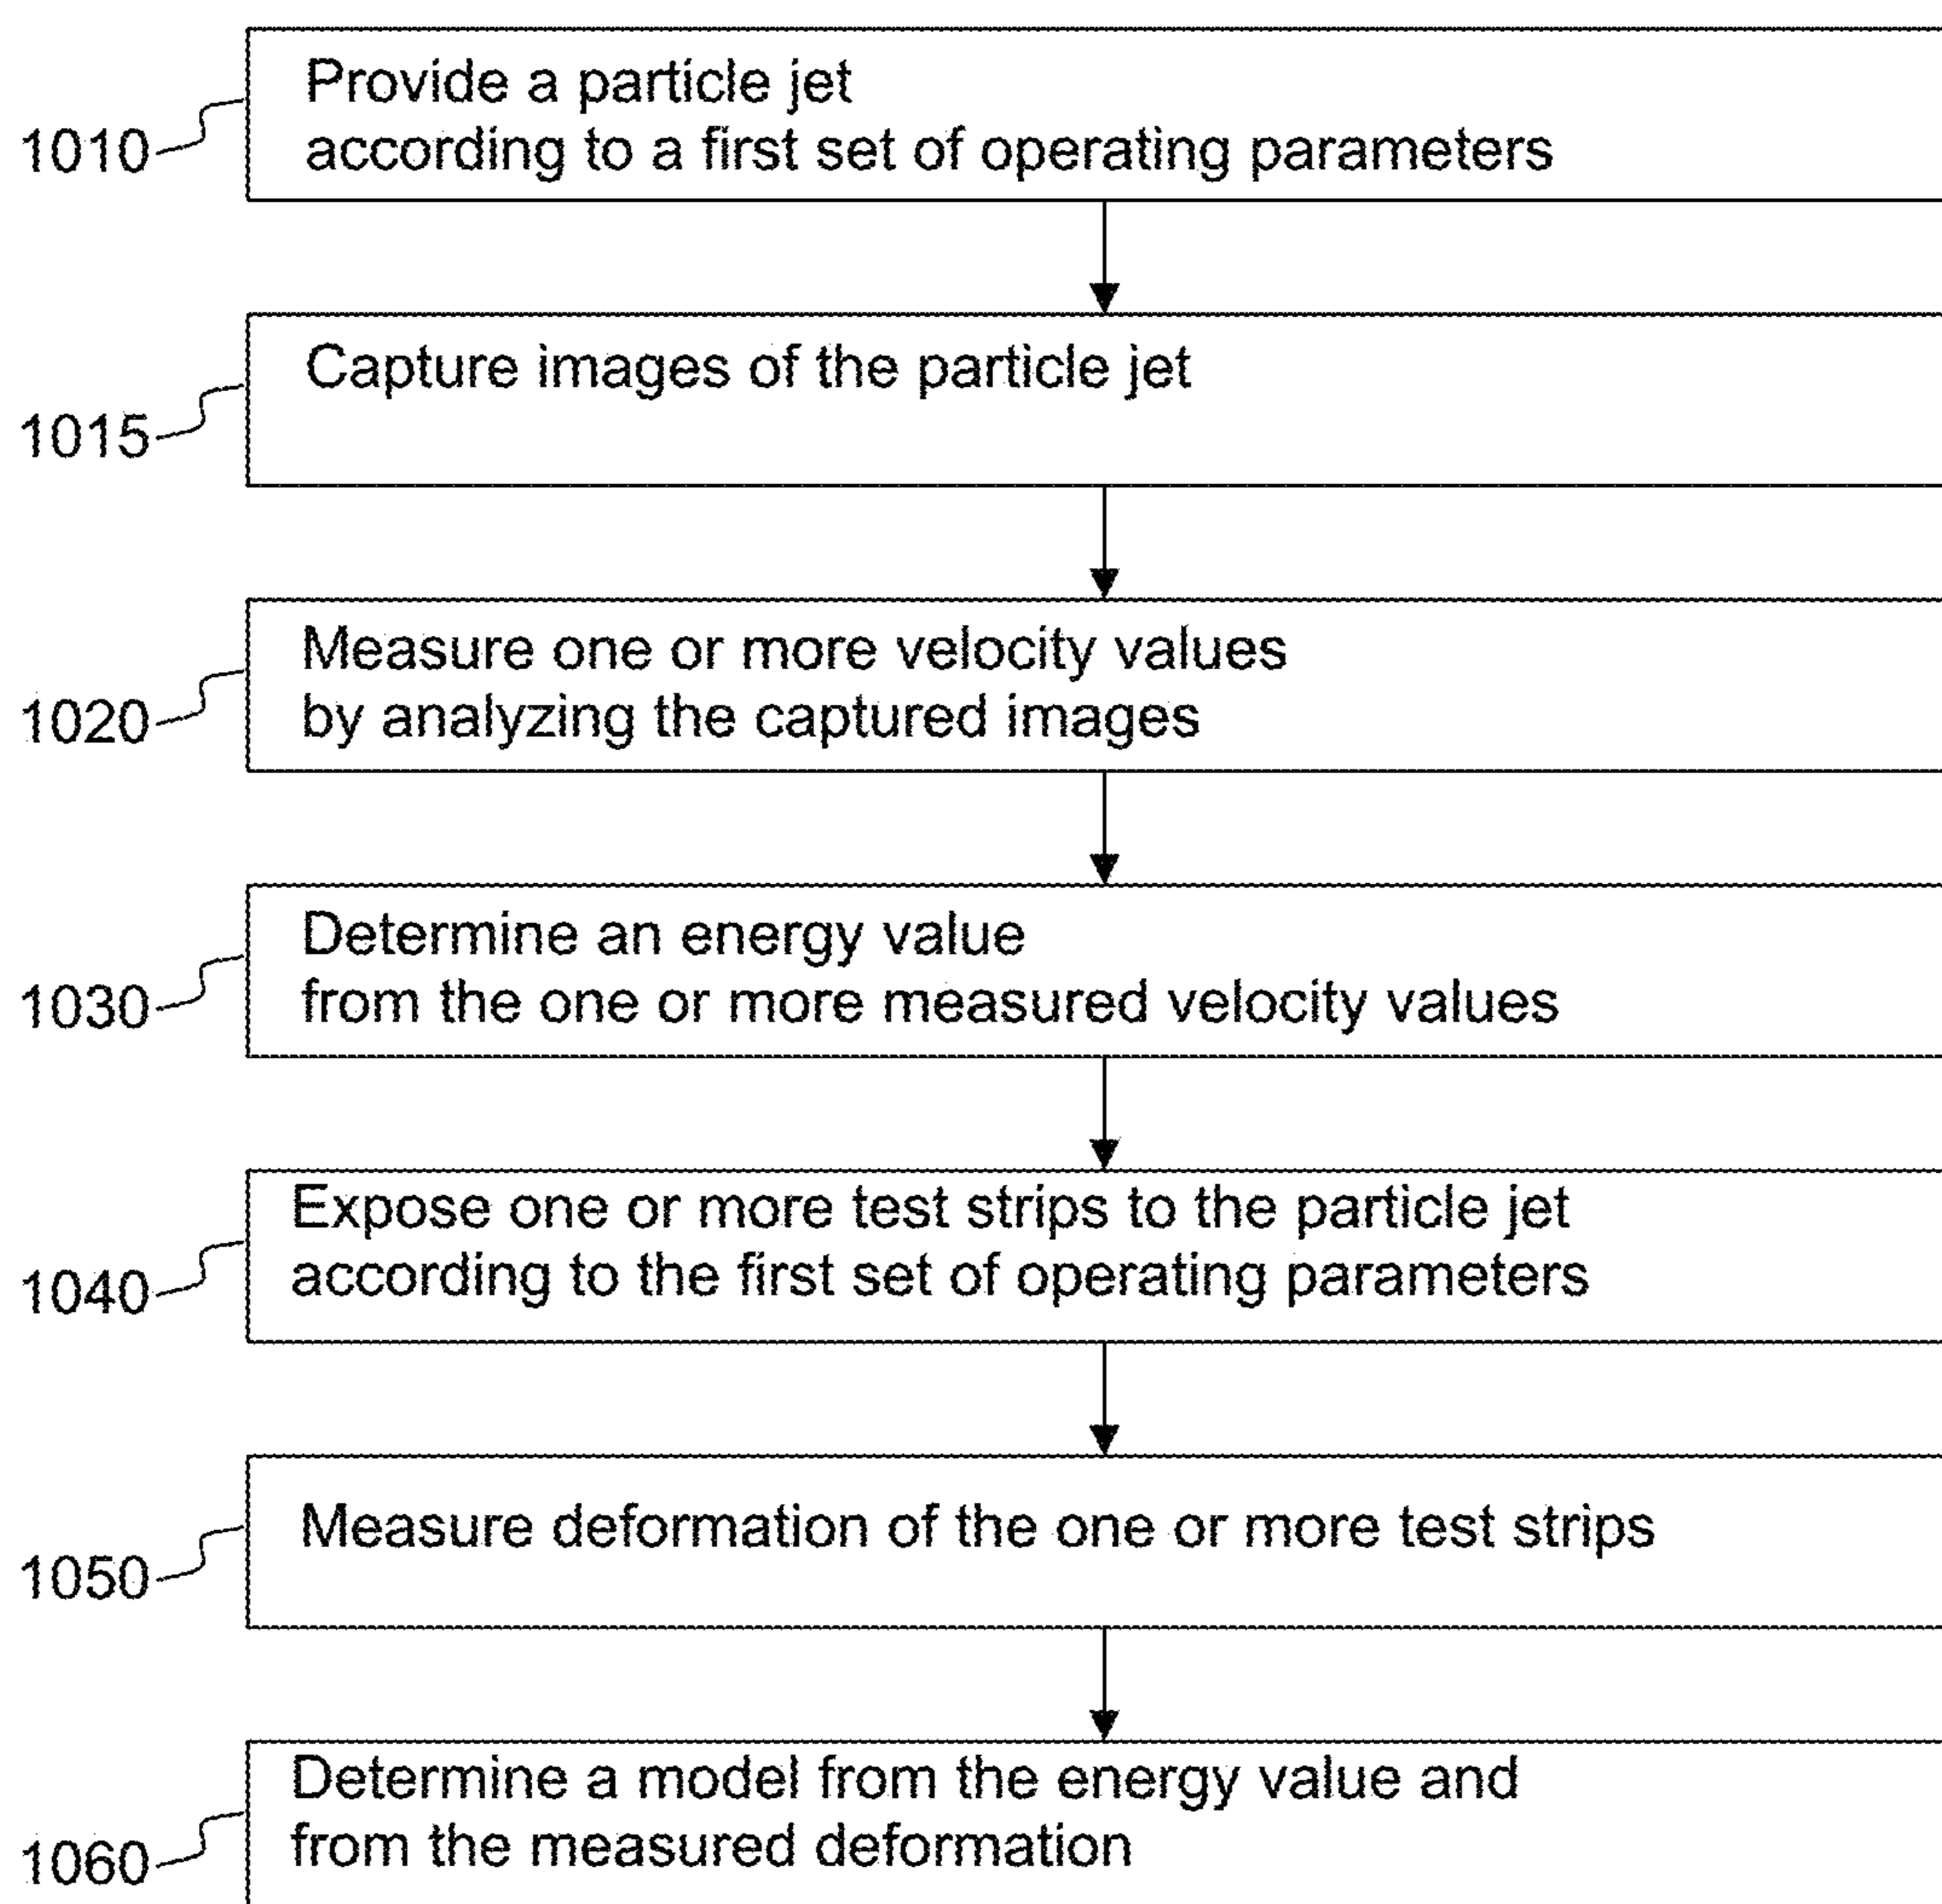 Provide a particle jet
according to a first set of operating parameters
1010
Capture images of the particle jet
1015
Measure one or more velocity values
by analyzing the captured images
1020
Determine an energy value
from the one or more measured velocity values
1030
Expose one or more test strips to the particle jet
according to the first set of operating parameters
1040
Measure deformation of the one or more test strips
1050
Determine a model from the energy value and
from the measured deformation
1060